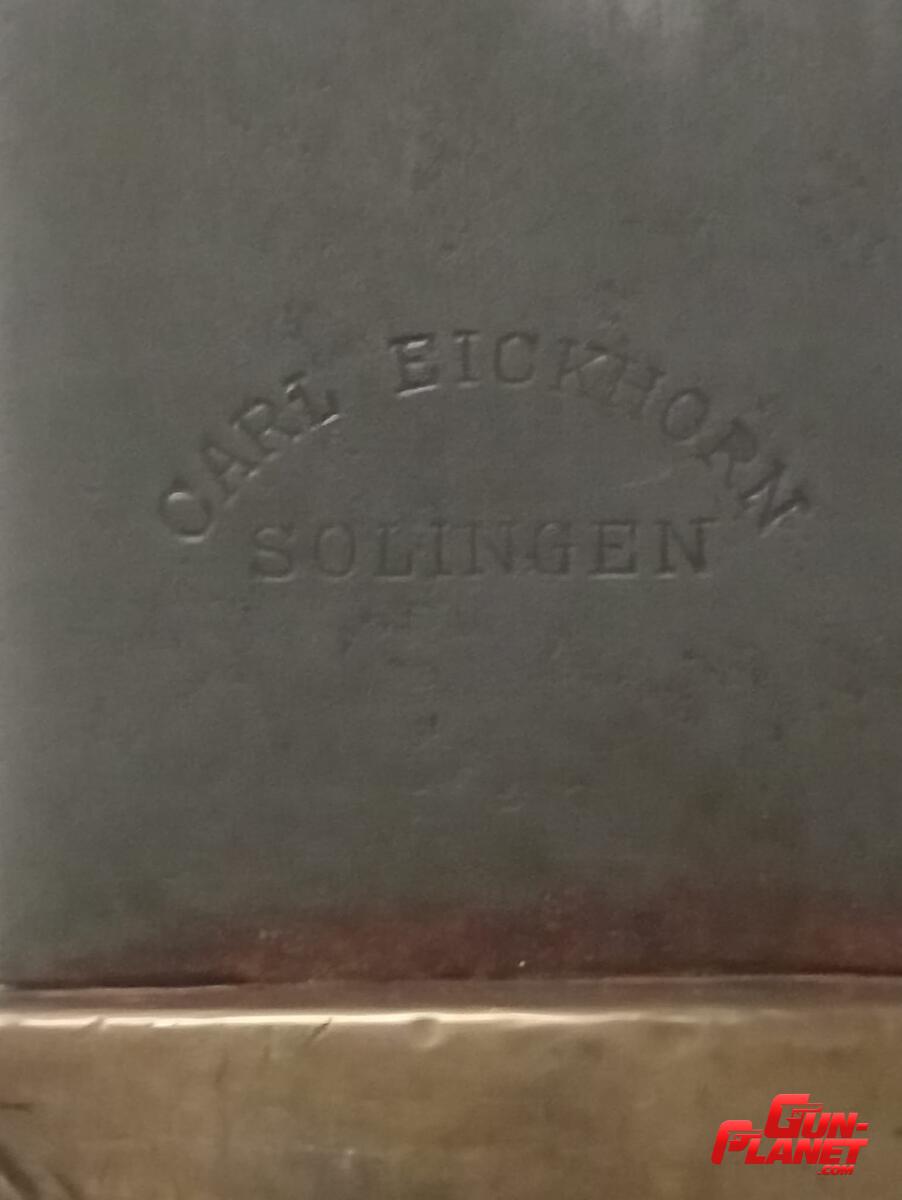 CARL EICKHORN
SOLINGEN
GUN-
PLANET
.COM